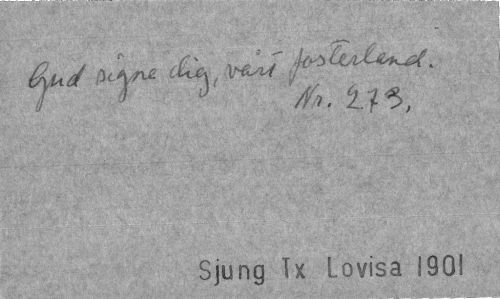 Gud signe dig, vårt fosterland.
Nr. 273.
Sjung Tx Lovisa 1901